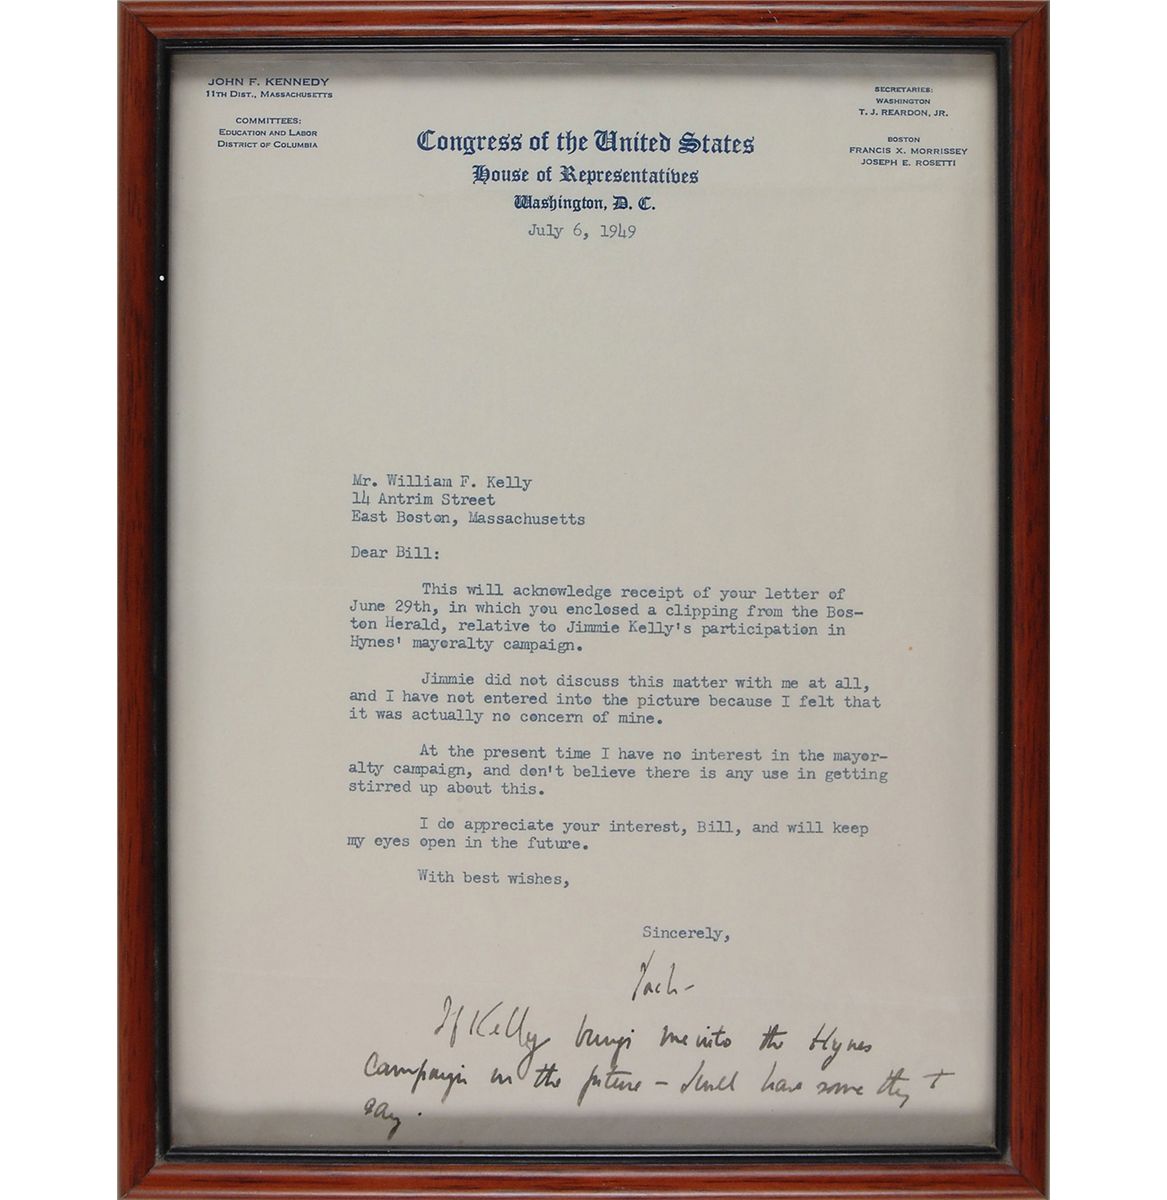 JOHN F. KENNEDY
11TH DIST., MASSACHUSETTS
COMMITTEES:
EDUCATION AND LABOR
DISTRICT OF COLUMBIA
SECRETARIES:
WASHINGTON
T. J. REARDON, JR.
BOSTON
FRANCIS X. MORRISSEY
JOSEPH E. ROSETTI
Congress of the United States
House of Representatives
Washington, D. C.
July 6, 1949
Mr. William F. Kelly
14 Antrim Street
East Boston, Massachusetts
Dear Bill:
This will acknowledge receipt of your letter of
June 29th, in which you enclosed a clipping from the Bos-
ton Herald, relative to Jimmie Kelly's participation in
Hynes' mayoralty campaign.
Jimmie did not discuss this matter with me at all,
and I have not entered into the picture because I felt that
it was actually no concern of mine.
At the present time I have no interest in the mayor-
alty campaign, and don't believe there is any use in getting
stirred up about this.
I do appreciate your interest, Bill, and will keep
my eyes open in the future.
With best wishes,
Sincerely,
Jack-
If Kelly brings me into the Hynes
campaign in the future - have some
say.